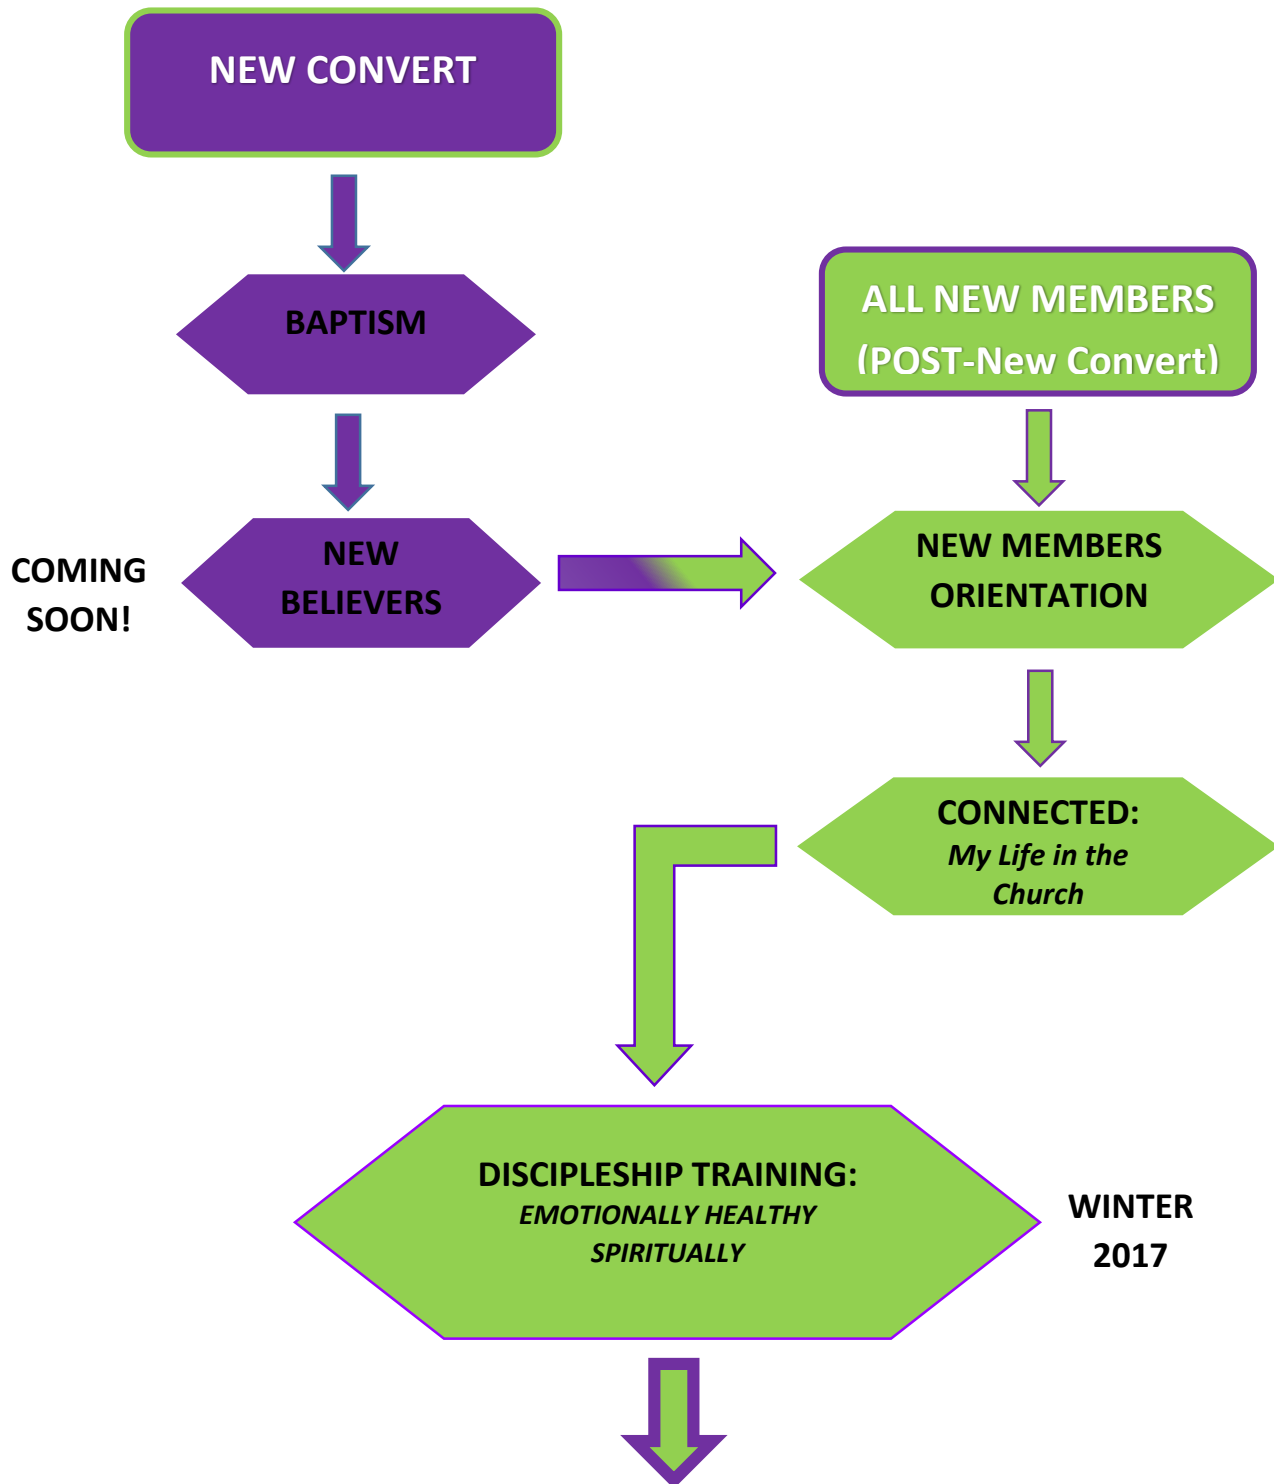 NEW CONVERT
BAPTISM
ALL NEW MEMBERS
(POST-New Convert)
COMING
SOON!
NEW
BELIEVERS
NEW MEMBERS
ORIENTATION
CONNECTED:
My Life in the
Church
DISCIPLESHIP TRAINING:
EMOTIONALLY HEALTHY
SPIRITUALLY
WINTER
2017